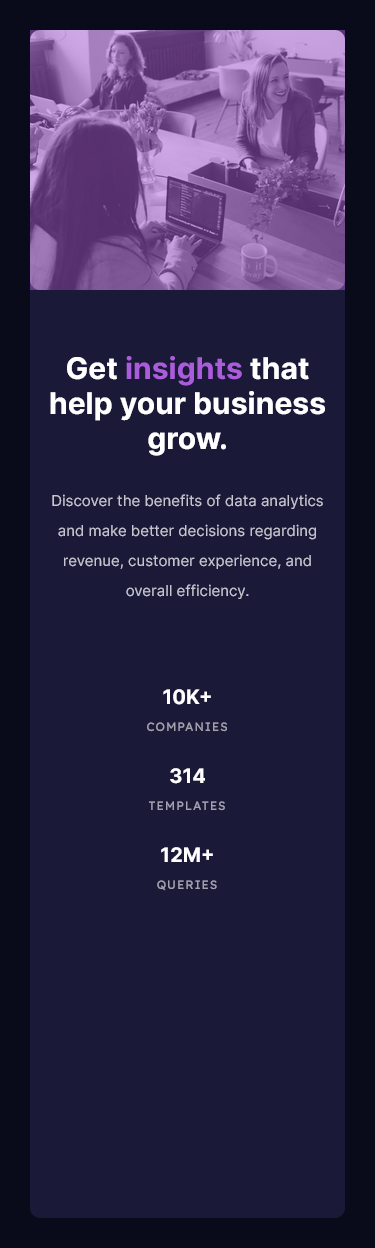 Get insights that
help your business
grow.
Discover the benefits of data analytics
and make better decisions regarding
revenue, customer experience, and
overall efficiency.
10K+
COMPANIES
314
TEMPLATES
12M+
QUERIES